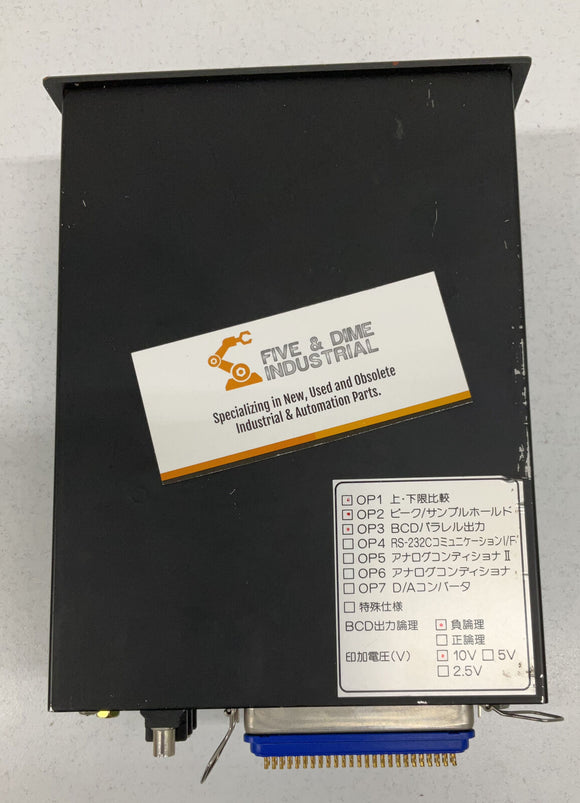 FIVE & DIME
INDUSTRIAL
Specializing in New, Used and Obsolete
Industrial & Automation Parts.
OP1 上・下限比較
OP2 ピーク/サンプルホールド
OP3 BCDパラレル出力
OP4 RS-232CコミュニケーションI/F
OP5 アナログコンディショナ II
OP6 アナログコンディショナ
OP7 D/Aコンバータ
特殊仕様
BCD出力論理 負論理
正論理
印加電圧(V) 10V 5V
2.5V